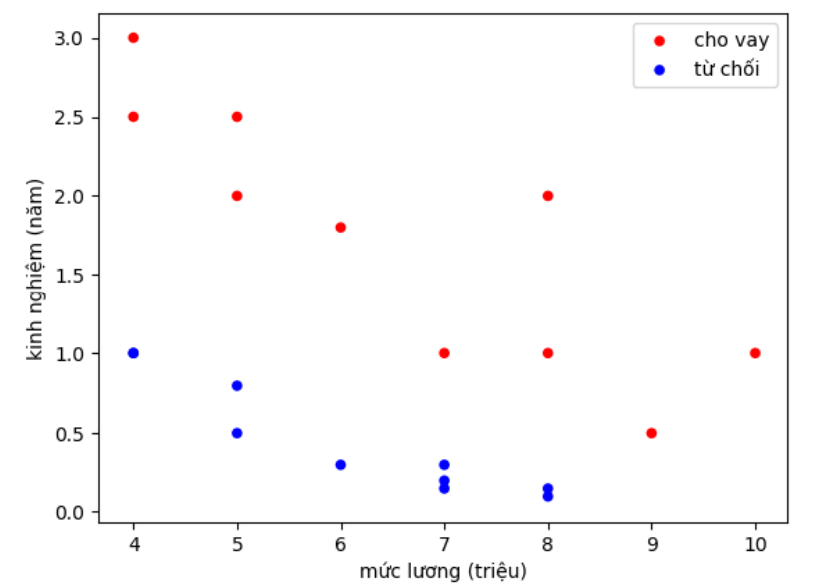 cho vay
từ chối
3.0
2.5
2.0
1.5
1.0
0.5
0.0
kinh nghiệm (năm)
4 5 6 7 8 9 10
mức lương (triệu)